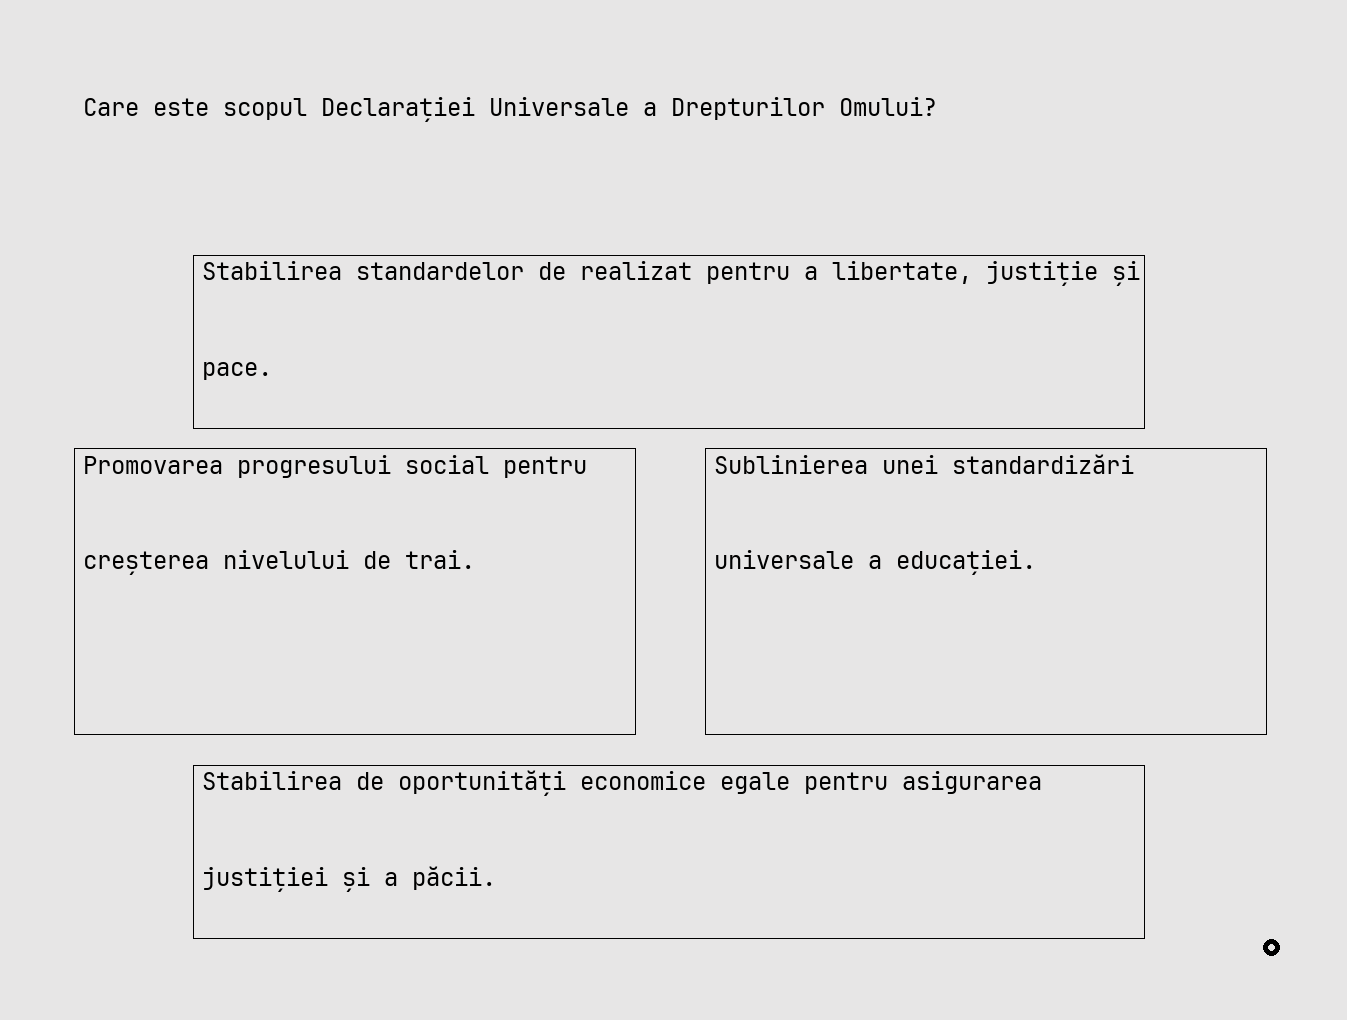 Care este scopul Declarației Universale a Drepturilor Omului?
Stabilirea standardelor de realizat pentru a libertate, justiție și
pace.
Promovarea progresului social pentru
creșterea nivelului de trai.
Sublinierea unei standardizări
universale a educației.
Stabilirea de oportunități economice egale pentru asigurarea
justiției și a păcii.